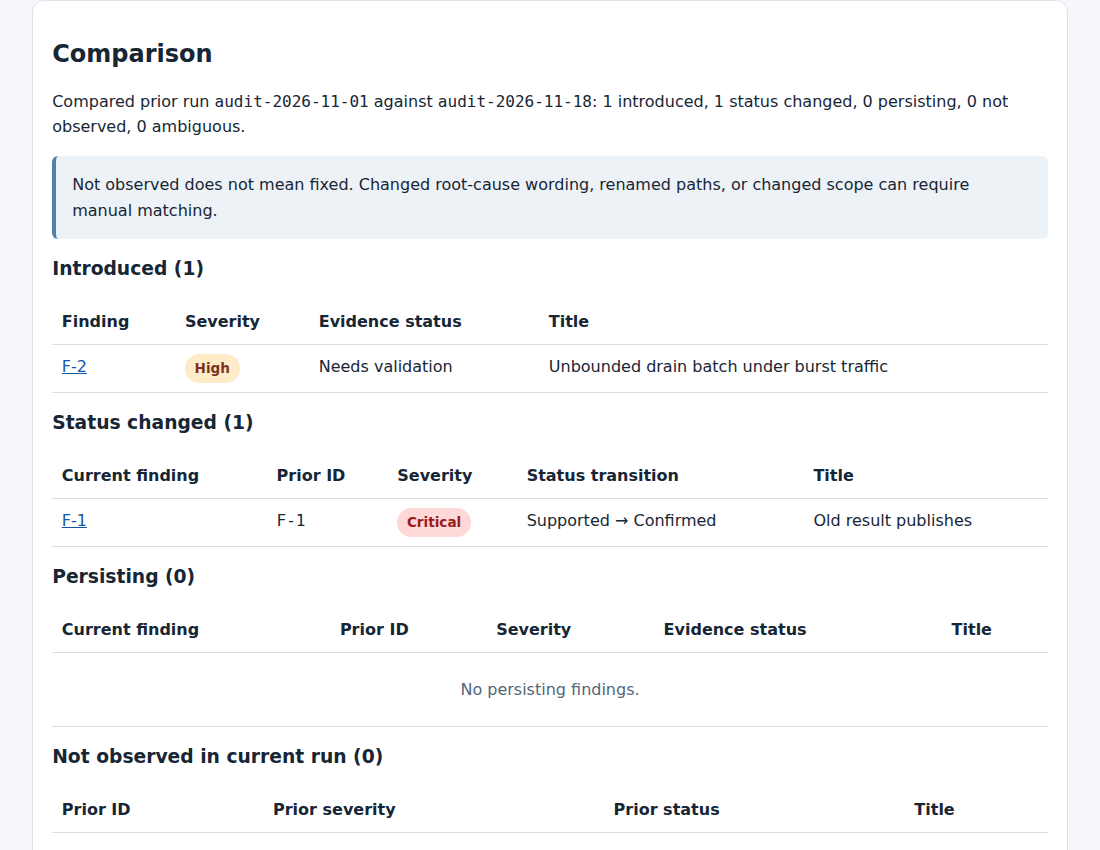 Comparison
Compared prior run audit-2026-11-01 against audit-2026-11-18: 1 introduced, 1 status changed, 0 persisting, 0 not
observed, 0 ambiguous.
Not observed does not mean fixed. Changed root-cause wording, renamed paths, or changed scope can require
manual matching.
Introduced (1)
Finding Severity Evidence status Title
F-2 High Needs validation Unbounded drain batch under burst traffic
Status changed (1)
Current finding Prior ID Severity Status transition Title
F-1 F-1 Critical Supported → Confirmed Old result publishes
Persisting (0)
Current finding Prior ID Severity Evidence status Title
No persisting findings.
Not observed in current run (0)
Prior ID Prior severity Prior status Title